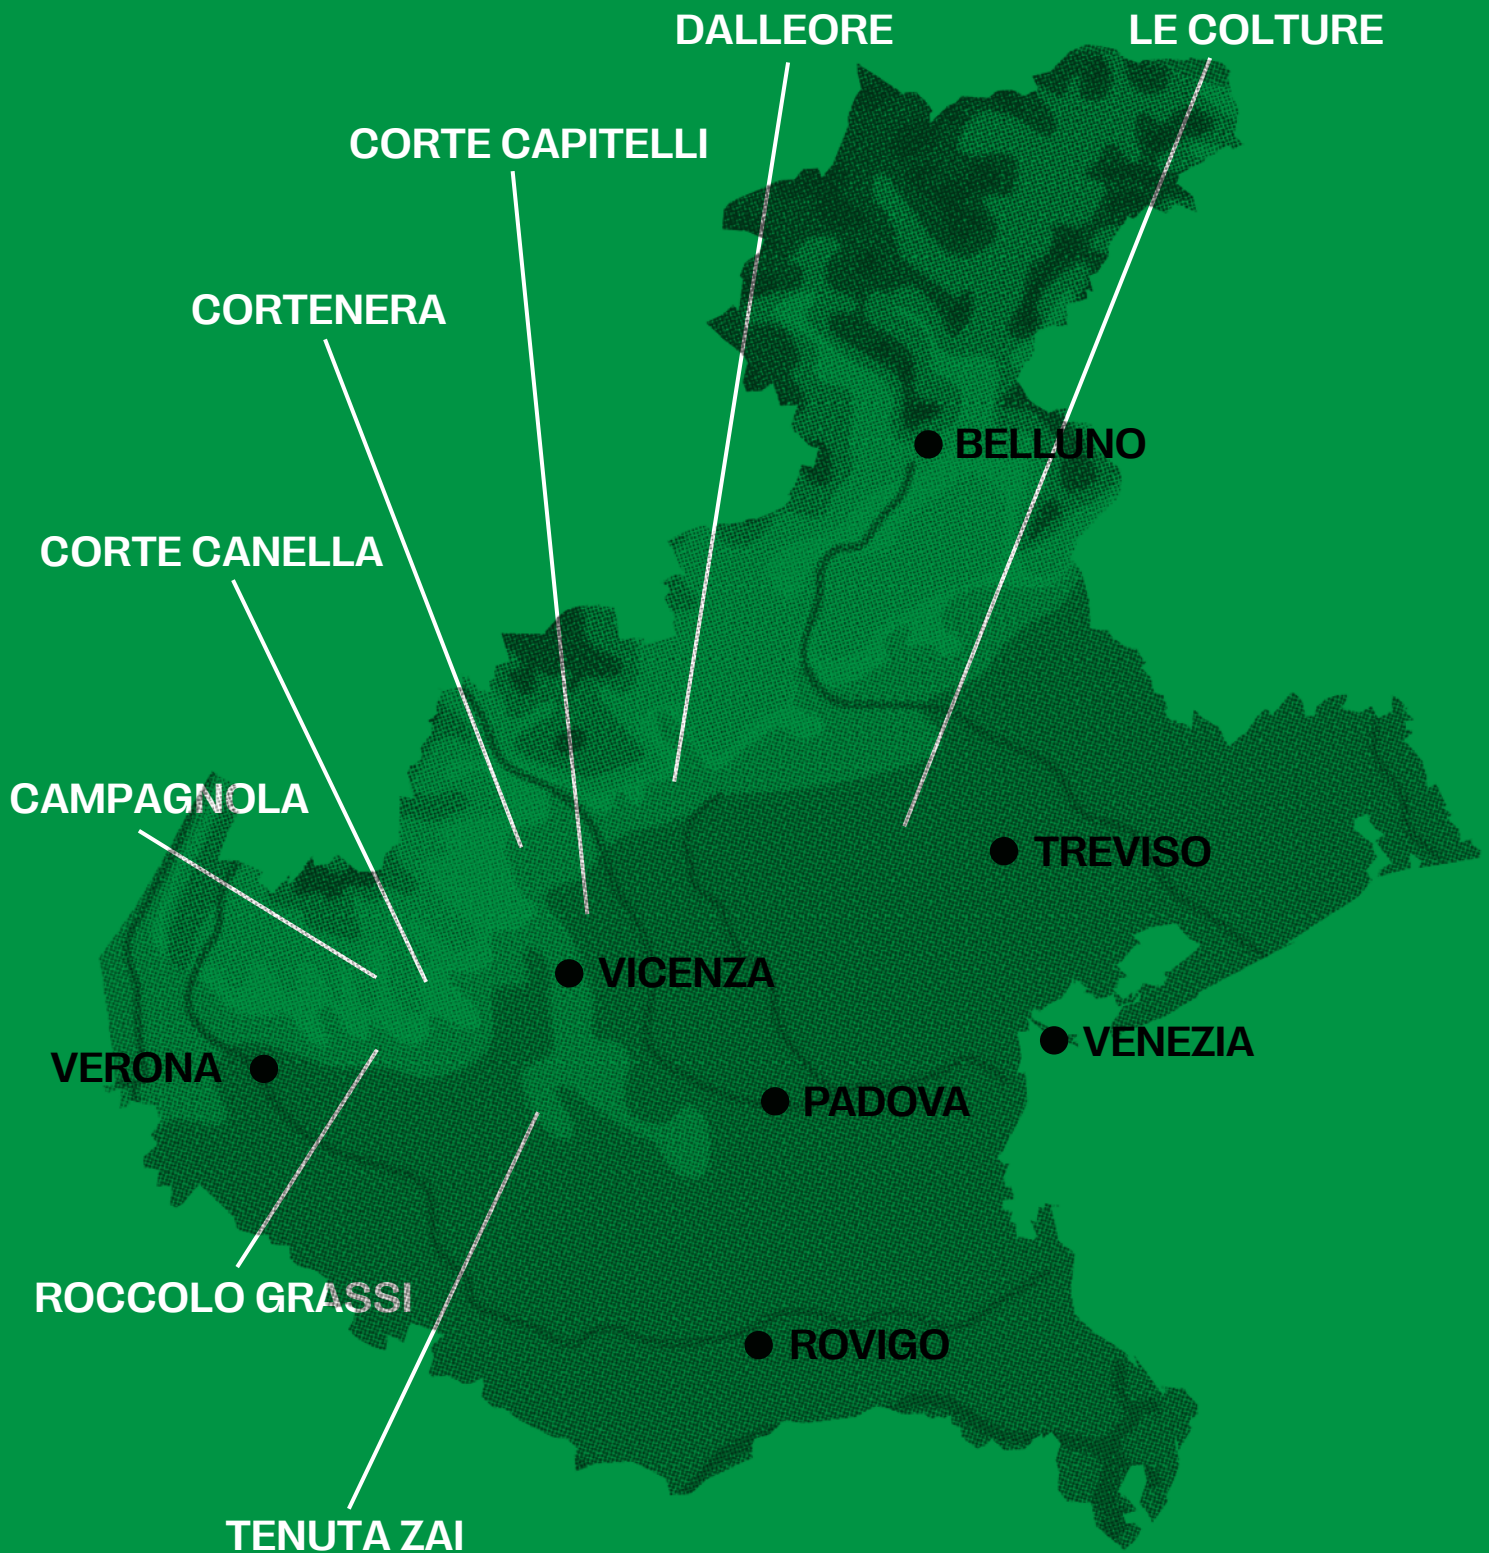 DALLEORE
LE COLTURE
CORTE CAPITELLI
CORTENERA
BELLUNO
CORTE CANELLA
CAMPAGNOLA
TREVISO
VICENZA
VENEZIA
VERONA
PADOVA
ROCCOLO GRASSI
ROVIGO
TENUTA ZAI